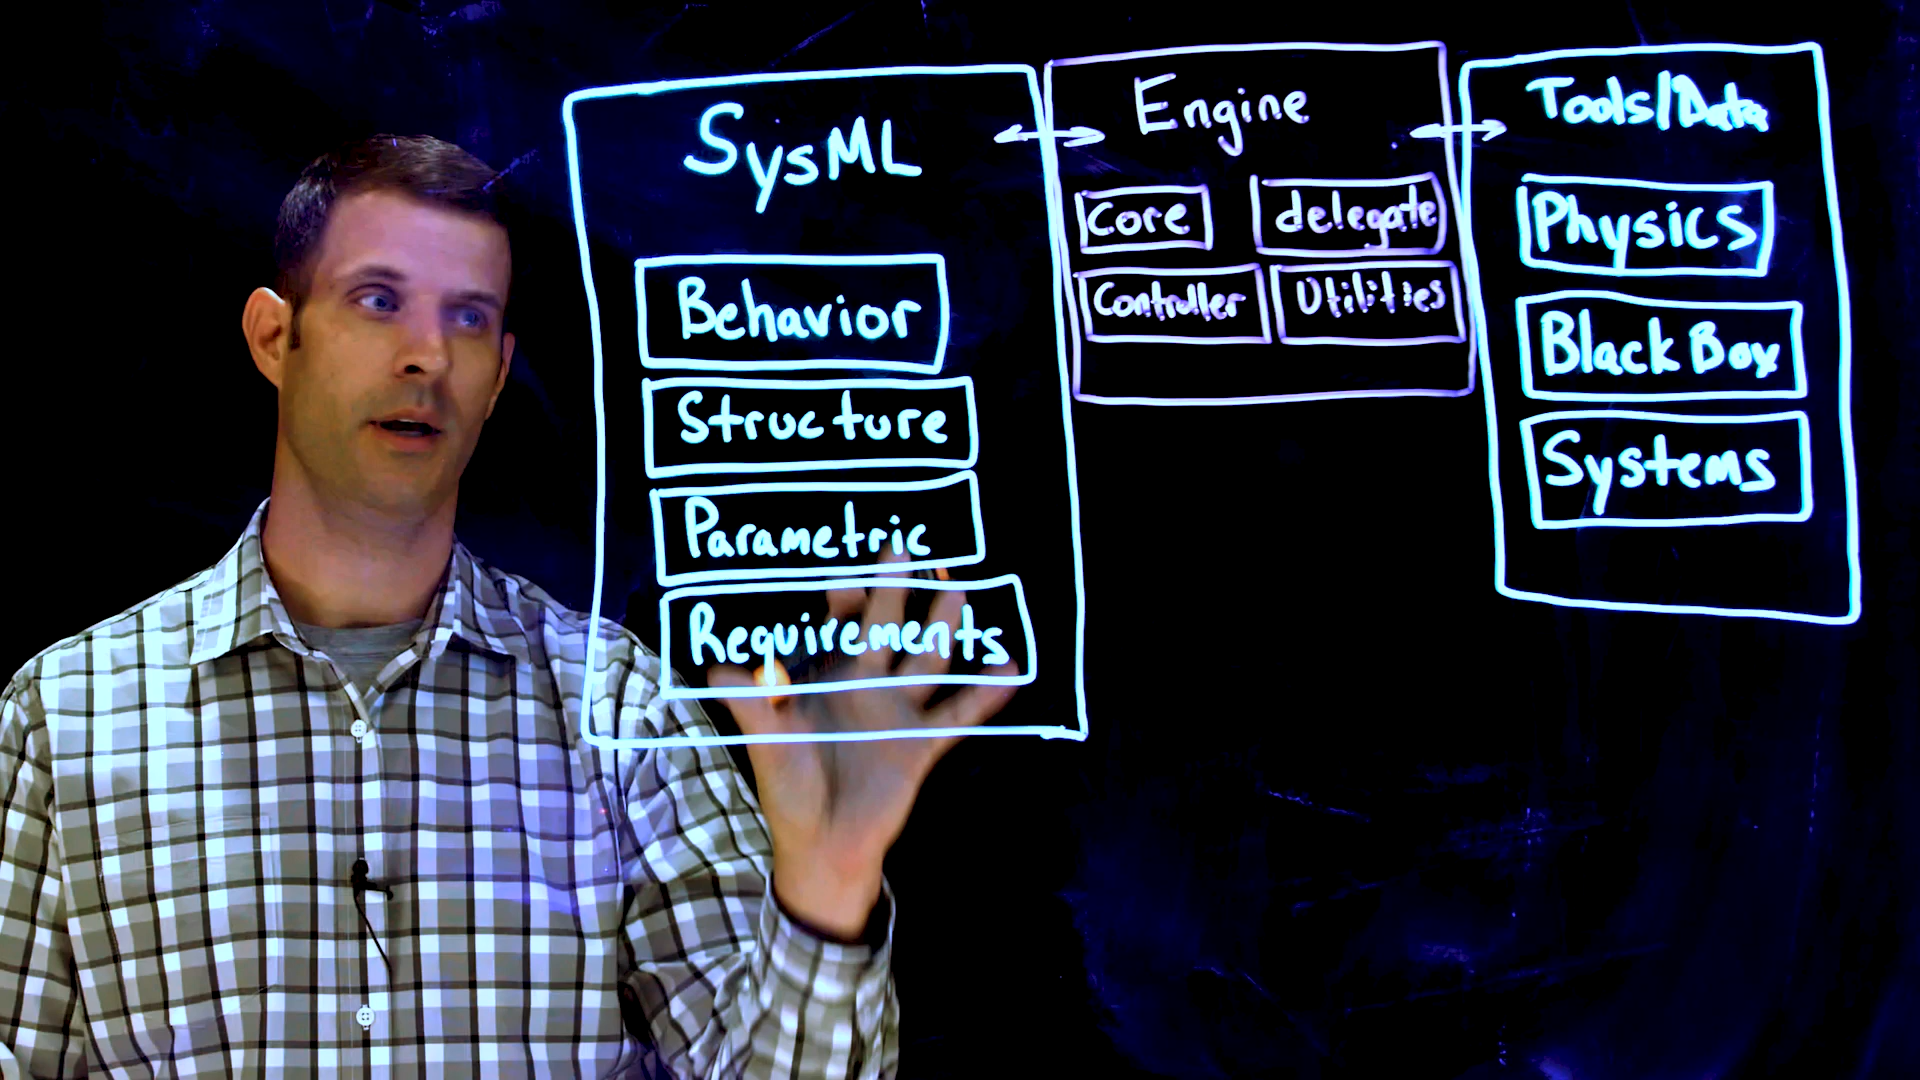 SysML
Behavior
Structure
Parametric
Requirements
Engine
Core
delegate
Controller
Utilities
Tools/Data
Physics
Black Box
Systems